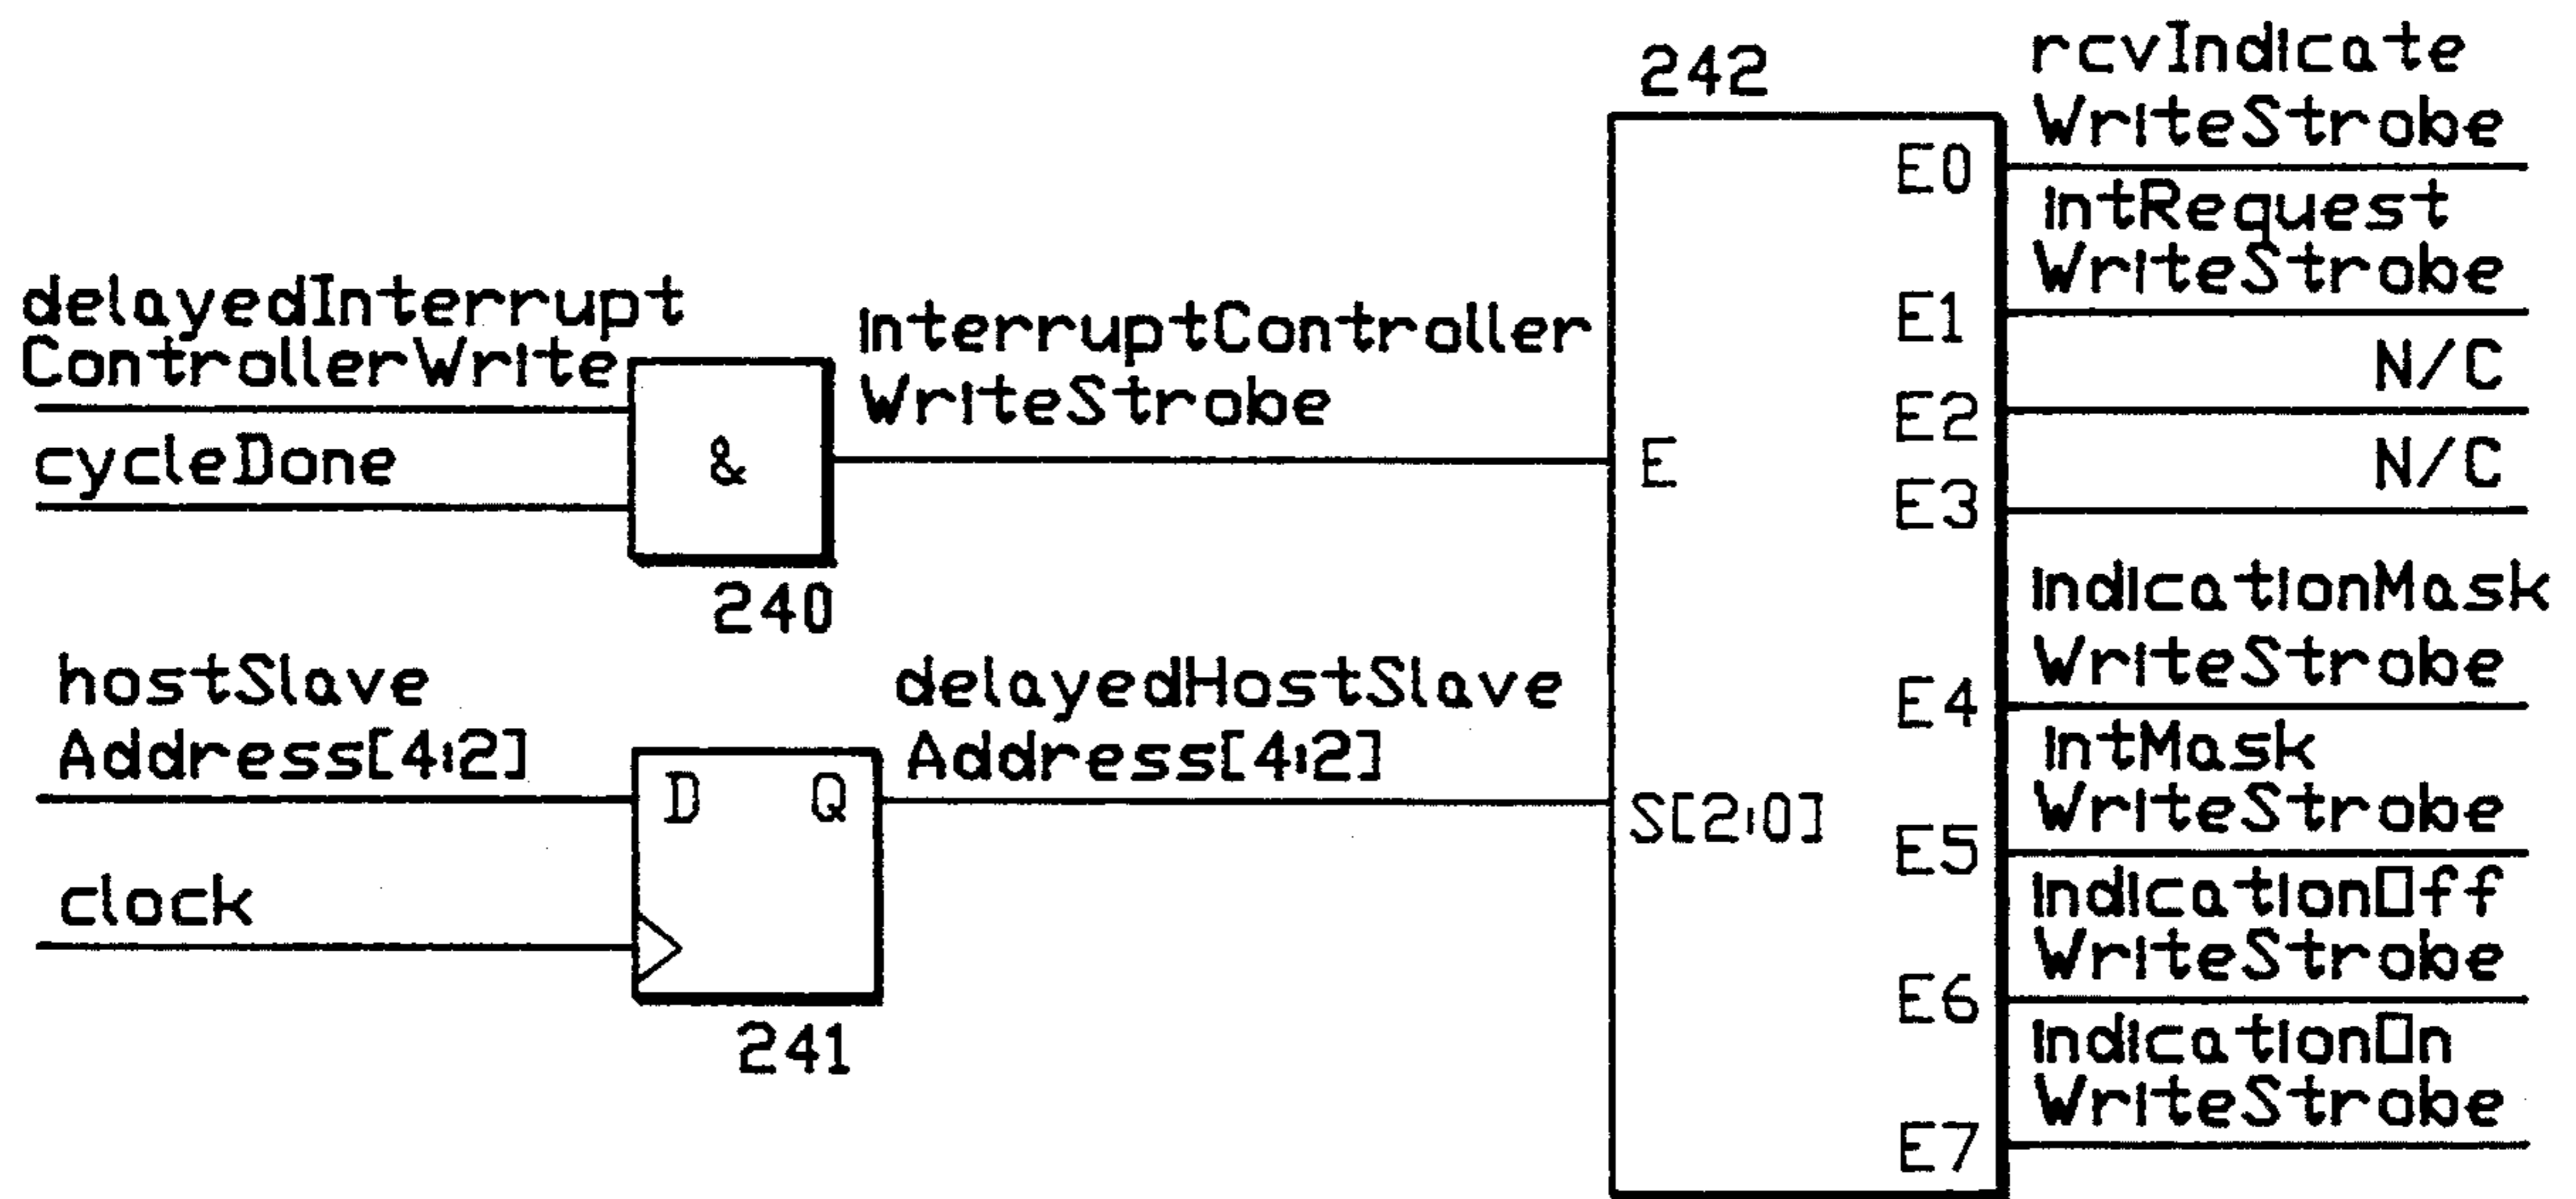 242
rcvIndicate
WriteStrobe
E0
intRequest
WriteStrobe
E1
N/C
E2
N/C
E3
delayedInterrupt
ControllerWrite
cycleDone
&
240
interruptController
WriteStrobe
E
indicationMask
WriteStrobe
E4
hostSlave
Address[4:2]
clock
D Q
241
delayedHostSlave
Address[4:2]
S[2:0]
intMask
WriteStrobe
E5
indicationOff
WriteStrobe
E6
indicationOn
WriteStrobe
E7